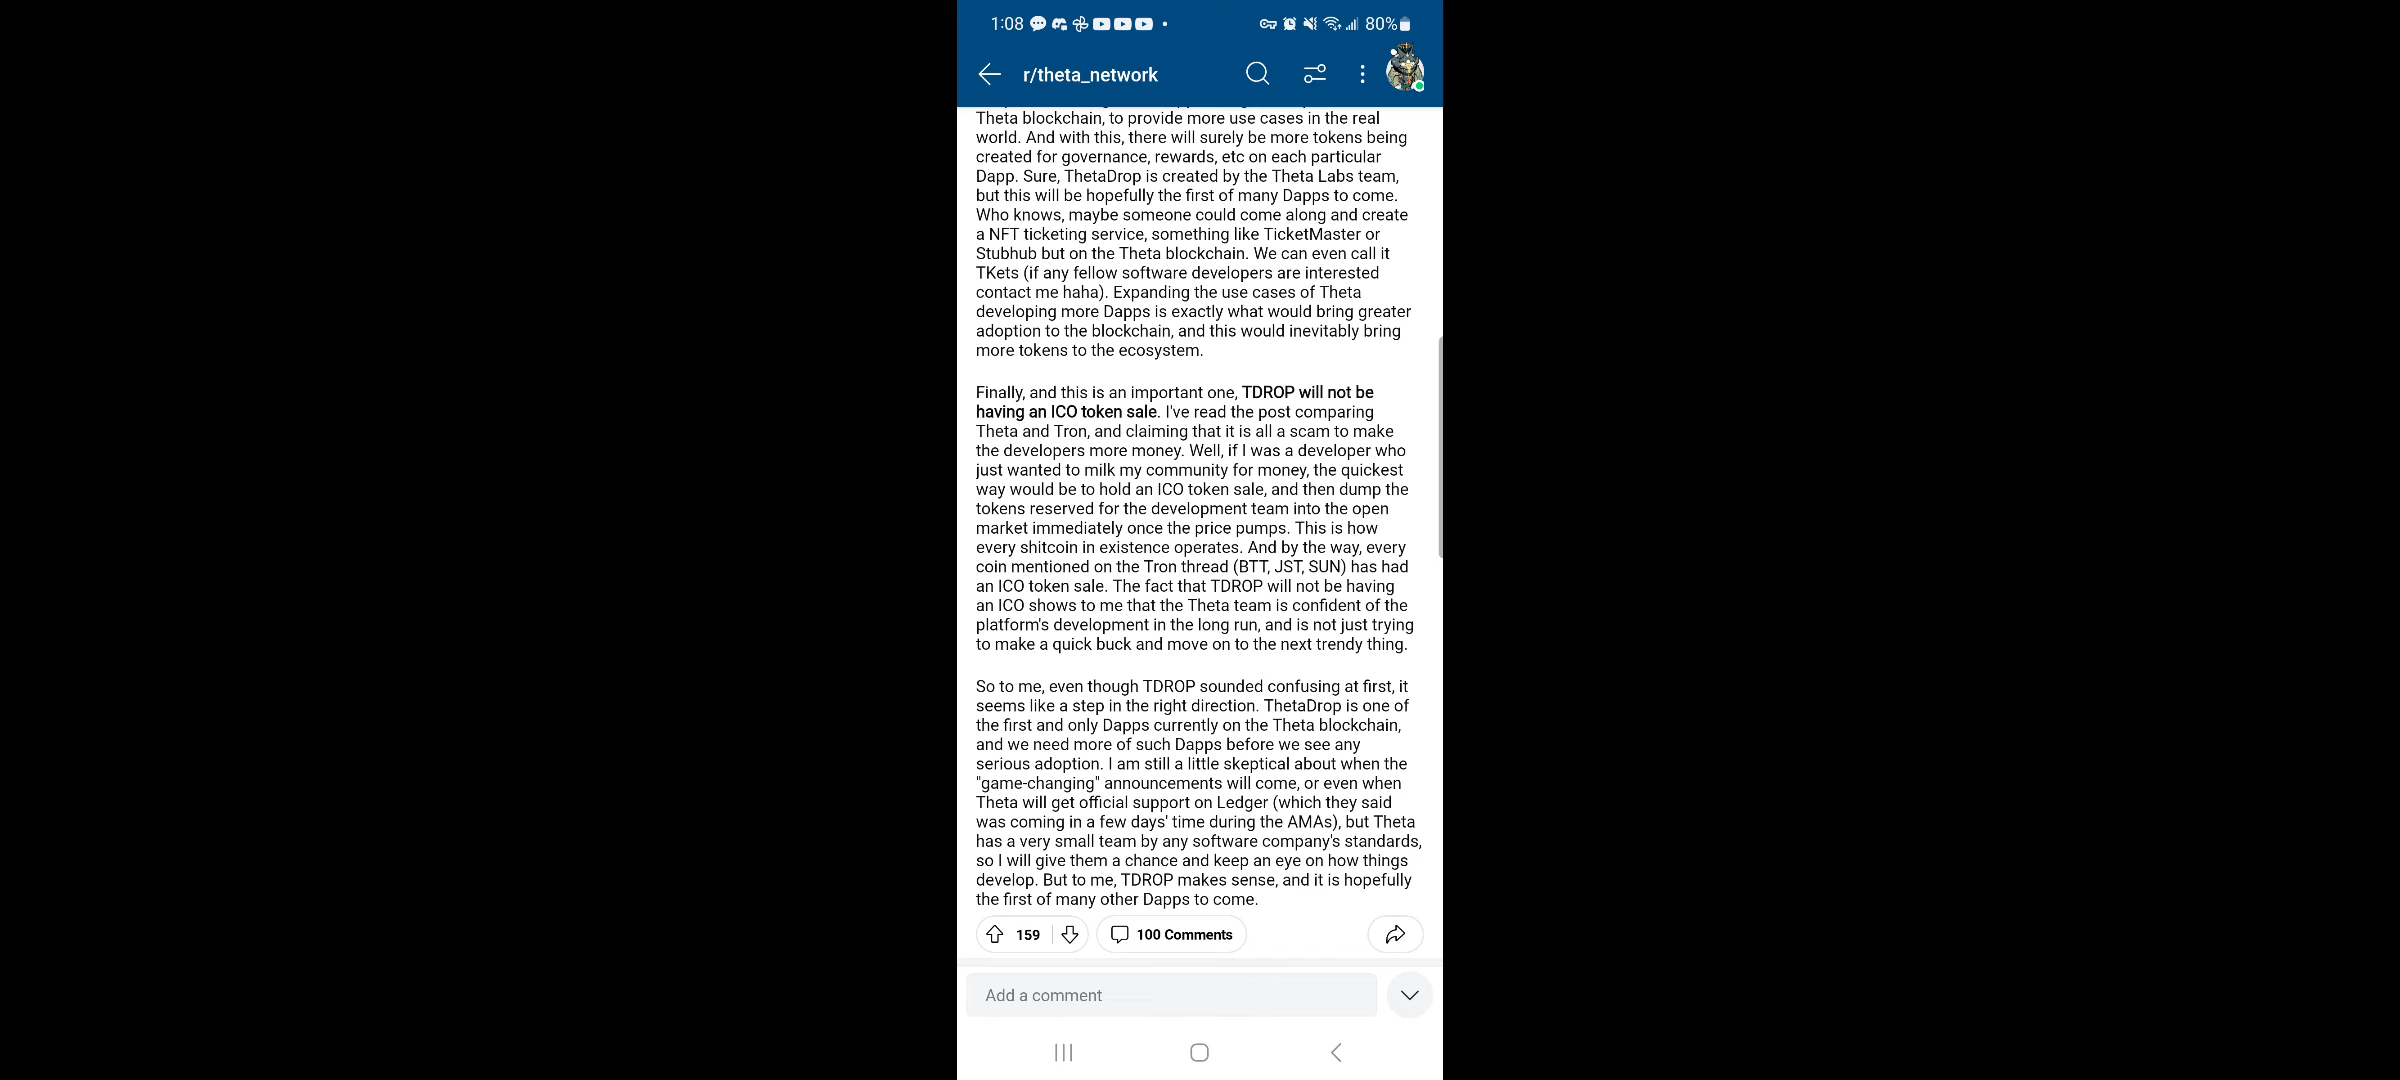 1:08
80%
r/theta_network
Theta blockchain, to provide more use cases in the real
world. And with this, there will surely be more tokens being
created for governance, rewards, etc on each particular
Dapp. Sure, ThetaDrop is created by the Theta Labs team,
but this will be hopefully the first of many Dapps to come.
Who knows, maybe someone could come along and create
a NFT ticketing service, something like TicketMaster or
Stubhub but on the Theta blockchain. We can even call it
TKets (if any fellow software developers are interested
contact me haha). Expanding the use cases of Theta
developing more Dapps is exactly what would bring greater
adoption to the blockchain, and this would inevitably bring
more tokens to the ecosystem.
Finally, and this is an important one, TDROP will not be
having an ICO token sale. I've read the post comparing
Theta and Tron, and claiming that it is all a scam to make
the developers more money. Well, if I was a developer who
just wanted to milk my community for money, the quickest
way would be to hold an ICO token sale, and then dump the
tokens reserved for the development team into the open
market immediately once the price pumps. This is how
every shitcoin in existence operates. And by the way, every
coin mentioned on the Tron thread (BTT, JST, SUN) has had
an ICO token sale. The fact that TDROP will not be having
an ICO shows to me that the Theta team is confident of the
platform's development in the long run, and is not just trying
to make a quick buck and move on to the next trendy thing.
So to me, even though TDROP sounded confusing at first, it
seems like a step in the right direction. ThetaDrop is one of
the first and only Dapps currently on the Theta blockchain,
and we need more of such Dapps before we see any
serious adoption. I am still a little skeptical about when the
"game-changing" announcements will come, or even when
Theta will get official support on Ledger (which they said
was coming in a few days' time during the AMAs), but Theta
has a very small team by any software company's standards,
so I will give them a chance and keep an eye on how things
develop. But to me, TDROP makes sense, and it is hopefully
the first of many other Dapps to come.
159
100 Comments
Add a comment